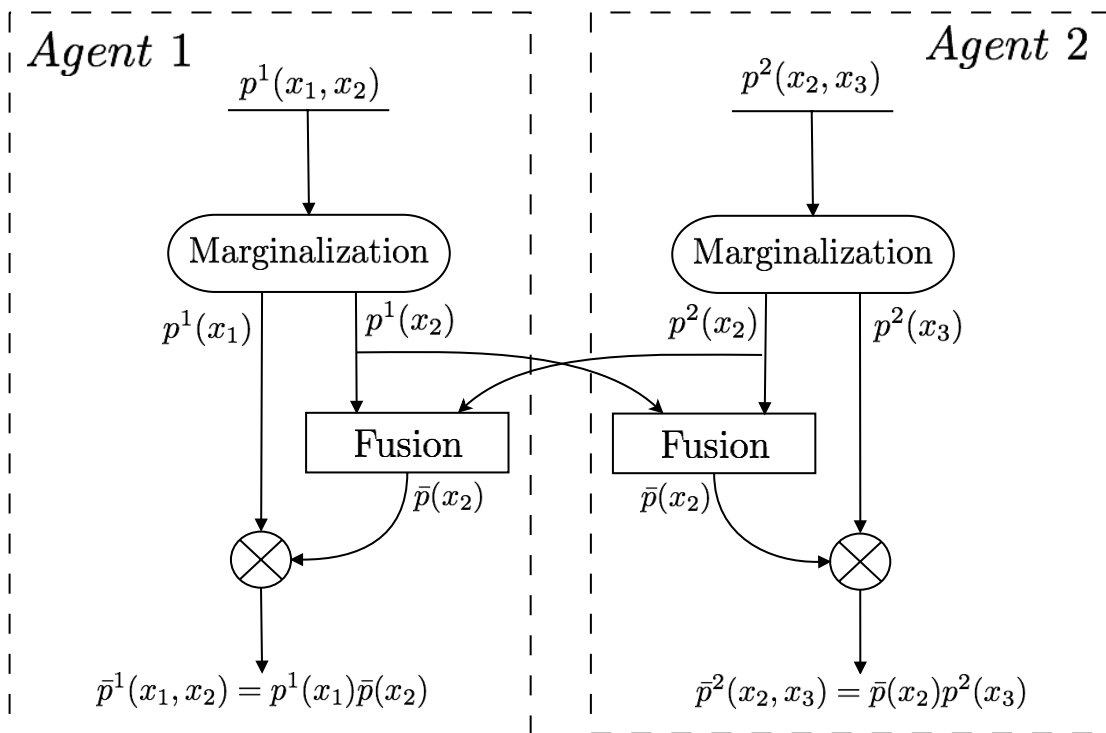 Agent 1
p¹(x₁, x₂)
Marginalization
p¹(x₁)
p¹(x₂)
Fusion
p̄(x₂)
p̄¹(x₁, x₂) = p¹(x₁)p̄(x₂)
Agent 2
p²(x₂, x₃)
Marginalization
p²(x₂)
p²(x₃)
Fusion
p̄(x₂)
p̄²(x₂, x₃) = p̄(x₂)p²(x₃)